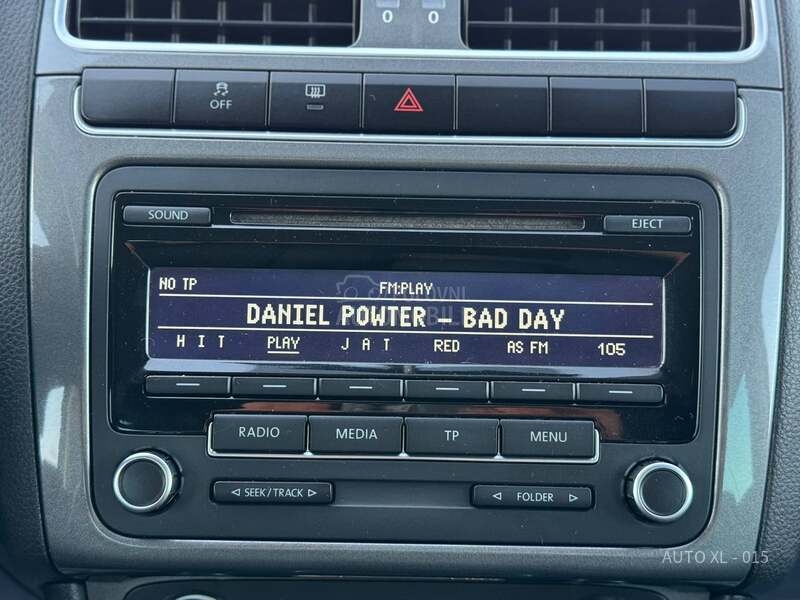 0 0
OFF
SOUND
EJECT
NO TP FM:PLAY
DANIEL POWTER - BAD DAY
H I T PLAY J A T RED AS FM 105
RADIO MEDIA TP MENU
SEEK/TRACK FOLDER
AUTO XL - 015